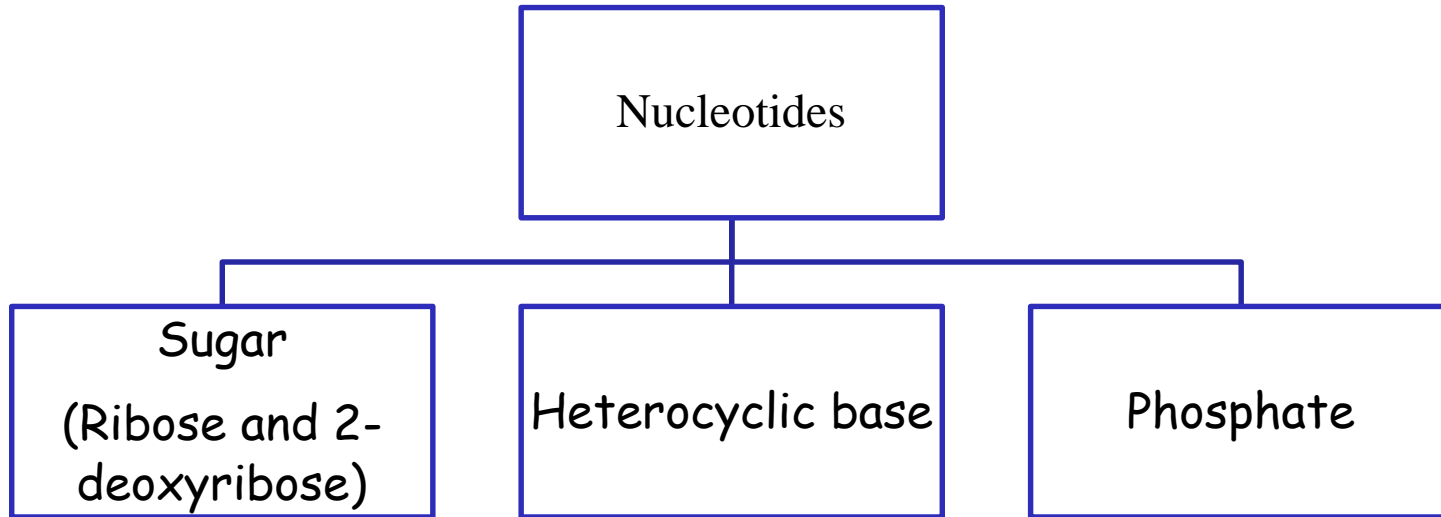 Nucleotides
Sugar
(Ribose and 2-
deoxyribose)
Heterocyclic base
Phosphate